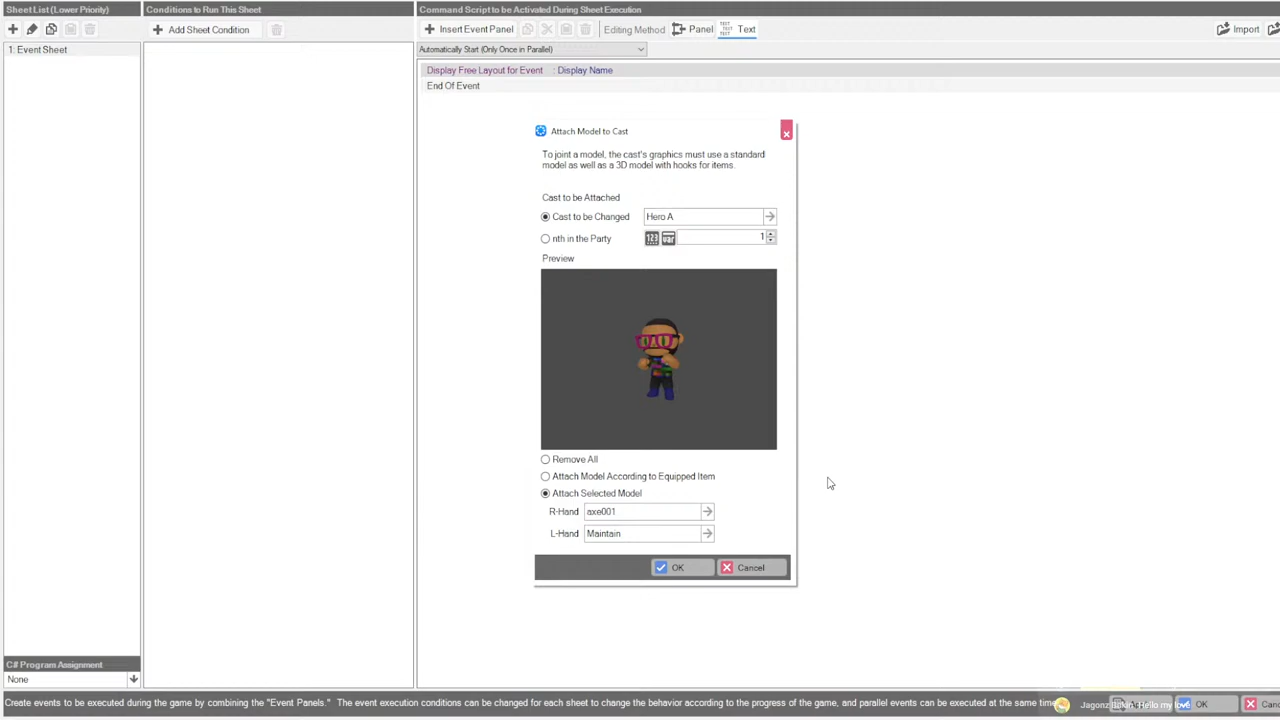 Sheet List (Lower Priority)
Conditions to Run This Sheet
Command Script to be Activated During Sheet Execution
Add Sheet Condition
Insert Event Panel
Editing Method
Panel
Text
Import
1: Event Sheet
Automatically Start (Only Once in Parallel)
Display Free Layout for Event : Display Name
End Of Event
Attach Model to Cast
To joint a model, the cast's graphics must use a standard
model as well as a 3D model with hooks for items.
Cast to be Attached
Cast to be Changed
Hero A
nth in the Party
123
var
1
Preview
Remove All
Attach Model According to Equipped Item
Attach Selected Model
R-Hand
axe001
L-Hand
Maintain
OK
Cancel
C# Program Assignment
None
Create events to be executed during the game by combining the "Event Panels." The event execution conditions can be changed for each sheet to change the behavior according to the progress of the game, and parallel events can be executed at the same time
Hello my love
OK
Can